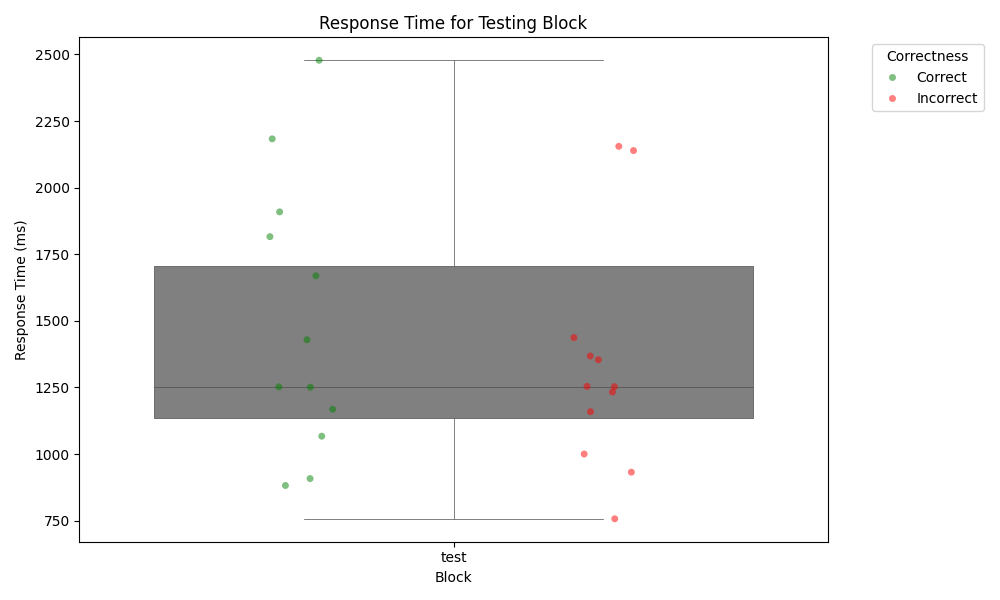 Response Time for Testing Block
Correctness
Correct
Incorrect
Response Time (ms)
2500
2250
2000
1750
1500
1250
1000
750
test
Block